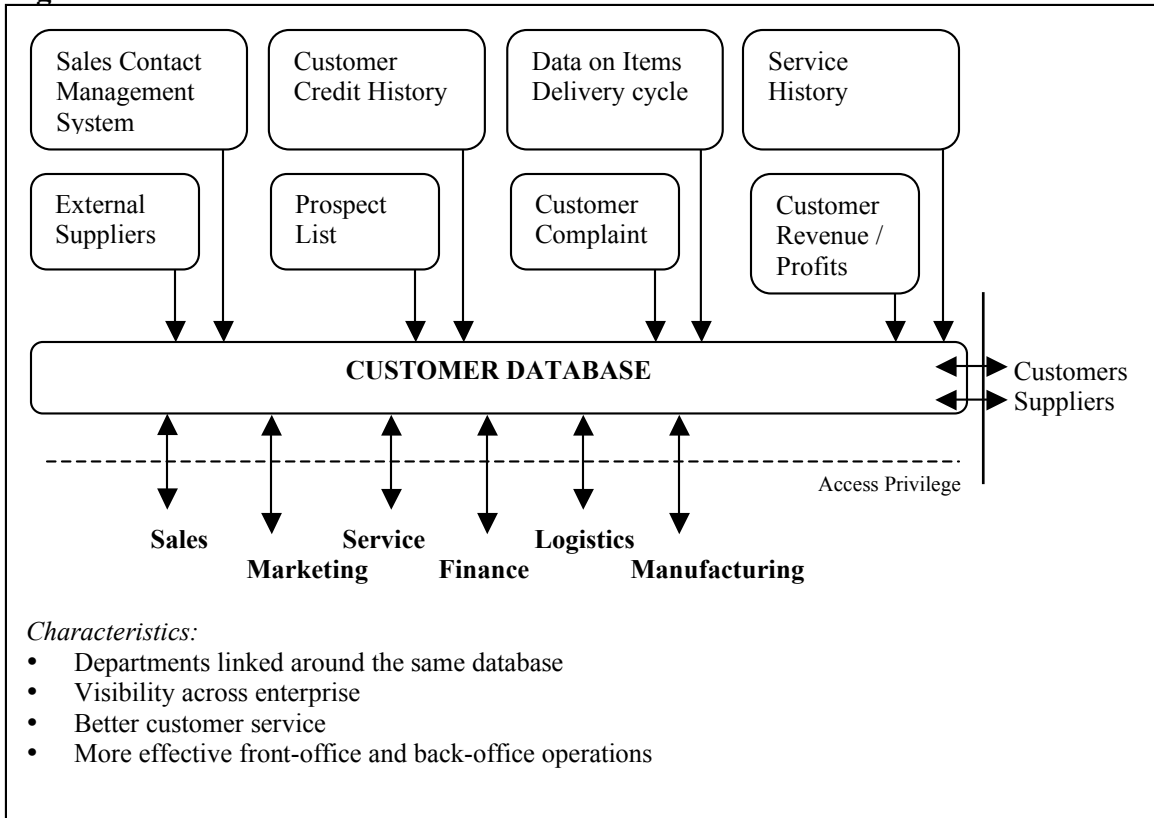 Sales Contact
Management
System
Customer
Credit History
Data on Items
Delivery cycle
Service
History
External
Suppliers
Prospect
List
Customer
Complaint
Customer
Revenue /
Profits
CUSTOMER DATABASE
Customers
Suppliers
Access Privilege
Sales
Service
Logistics
Marketing
Finance
Manufacturing
Characteristics:
• Departments linked around the same database
• Visibility across enterprise
• Better customer service
• More effective front-office and back-office operations